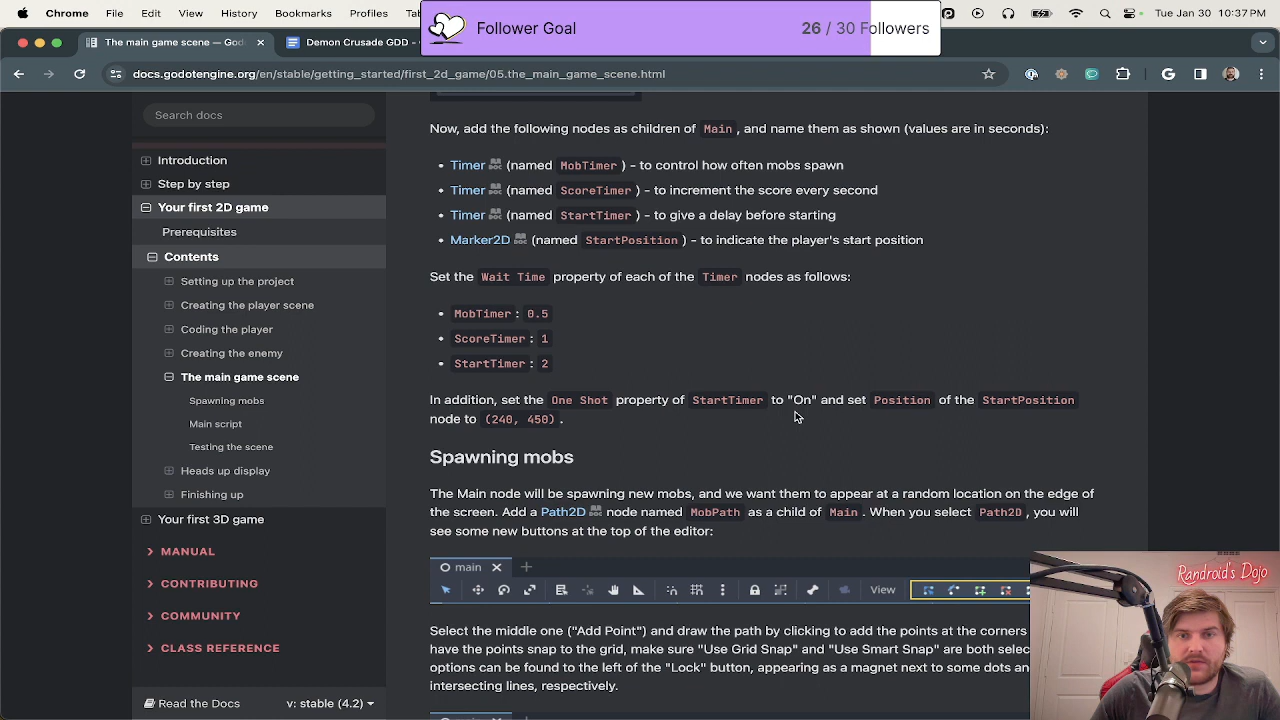 Chrome
10:37 PM
Follower Goal
26 / 30 Followers
The main game scene — Go
Demon Crusade GDD -
docs.godotengine.org/en/stable/getting_started/first_2d_game/05.the_main_game_scene.html
Search docs
Introduction
Step by step
Your first 2D game
Prerequisites
Contents
Setting up the project
Creating the player scene
Coding the player
Creating the enemy
The main game scene
Spawning mobs
Main script
Testing the scene
Heads up display
Finishing up
Your first 3D game
MANUAL
CONTRIBUTING
COMMUNITY
CLASS REFERENCE
Read the Docs
v: stable (4.2)
Now, add the following nodes as children of Main , and name them as shown (values are in seconds):
Timer (named MobTimer ) - to control how often mobs spawn
Timer (named ScoreTimer ) - to increment the score every second
Timer (named StartTimer ) - to give a delay before starting
Marker2D (named StartPosition ) - to indicate the player's start position
Set the Wait Time property of each of the Timer nodes as follows:
MobTimer : 0.5
ScoreTimer : 1
StartTimer : 2
In addition, set the One Shot property of StartTimer to "On" and set Position of the StartPosition
node to (240, 450) .
Spawning mobs
The Main node will be spawning new mobs, and we want them to appear at a random location on the edge of
the screen. Add a Path2D node named MobPath as a child of Main . When you select Path2D , you will
see some new buttons at the top of the editor:
main
View
Select the middle one ("Add Point") and draw the path by clicking to add the points at the corners
have the points snap to the grid, make sure "Use Grid Snap" and "Use Smart Snap" are both selec
options can be found to the left of the "Lock" button, appearing as a magnet next to some dots an
intersecting lines, respectively.
main
Randroid's Dojo